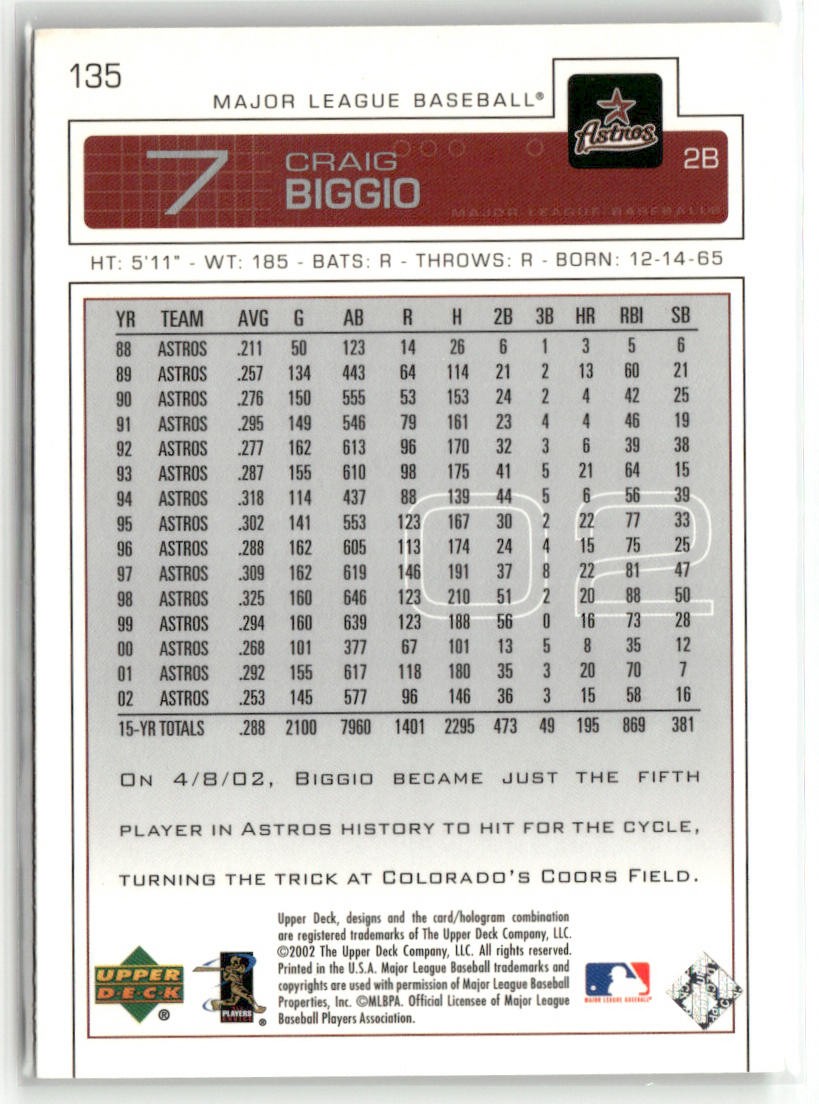 135
MAJOR LEAGUE BASEBALL®
Astros
7 CRAIG BIGGIO 2B
MAJOR LEAGUE BASEBALL®
HT: 5'11" - WT: 185 - BATS: R - THROWS: R - BORN: 12-14-65
YR TEAM AVG G AB R H 2B 3B HR RBI SB
88 ASTROS .211 50 123 14 26 6 1 3 5 6
89 ASTROS .257 134 443 64 114 21 2 13 60 21
90 ASTROS .276 150 555 53 153 24 2 4 42 25
91 ASTROS .295 149 546 79 161 23 4 4 46 19
92 ASTROS .277 162 613 96 170 32 3 6 39 38
93 ASTROS .287 155 610 98 175 41 5 21 64 15
94 ASTROS .318 114 437 88 139 44 5 6 56 39
95 ASTROS .302 141 553 123 167 30 2 22 77 33
96 ASTROS .288 162 605 113 174 24 4 15 75 25
97 ASTROS .309 162 619 146 191 37 8 22 81 47
98 ASTROS .325 160 646 123 210 51 2 20 88 50
99 ASTROS .294 160 639 123 188 56 0 16 73 28
00 ASTROS .268 101 377 67 101 13 5 8 35 12
01 ASTROS .292 155 617 118 180 35 3 20 70 7
02 ASTROS .253 145 577 96 146 36 3 15 58 16
15-YR TOTALS .288 2100 7960 1401 2295 473 49 195 869 381
02
ON 4/8/02, BIGGIO BECAME JUST THE FIFTH
PLAYER IN ASTROS HISTORY TO HIT FOR THE CYCLE,
TURNING THE TRICK AT COLORADO'S COORS FIELD.
Upper Deck, designs and the card/hologram combination
are registered trademarks of The Upper Deck Company, LLC.
©2002 The Upper Deck Company, LLC. All rights reserved.
Printed in the U.S.A. Major League Baseball trademarks and
copyrights are used with permission of Major League Baseball
Properties, Inc. ©MLBPA. Official Licensee of Major League
Baseball Players Association.
UPPER
DECK®
PLAYERS
CHOICE®
MAJOR LEAGUE BASEBALL®